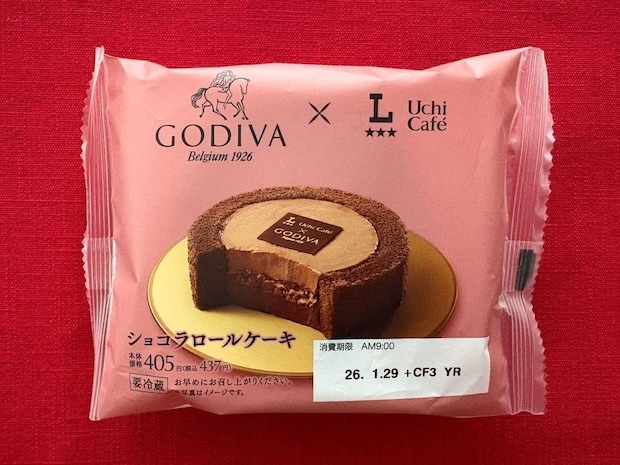 GODIVA
Belgium 1926
×
L
★★★
Uchi
Café
L Uchi Café
×
GODIVA
ショコラロールケーキ
本体価格 405円(税込437円)
要冷蔵 お早めにお召し上がりください。
※写真はイメージです。
消費期限 AM9:00
26. 1.29 +CF3 YR